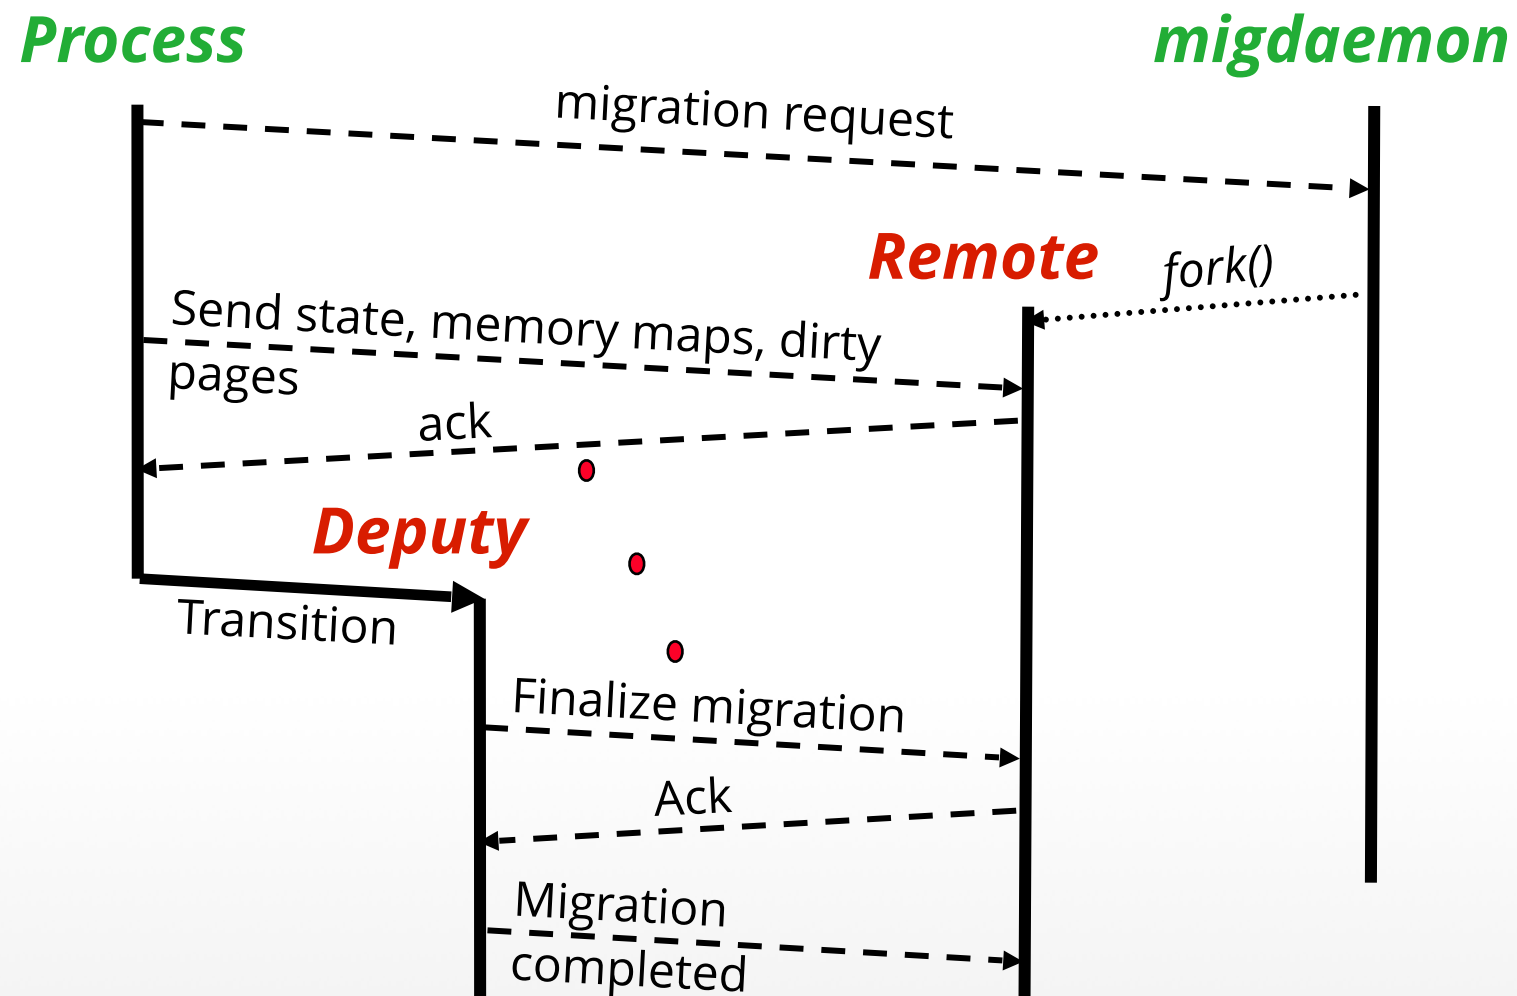 Process
migdaemon
migration request
Remote
fork()
Send state, memory maps, dirty
pages
ack
Deputy
Transition
Finalize migration
Ack
Migration
completed